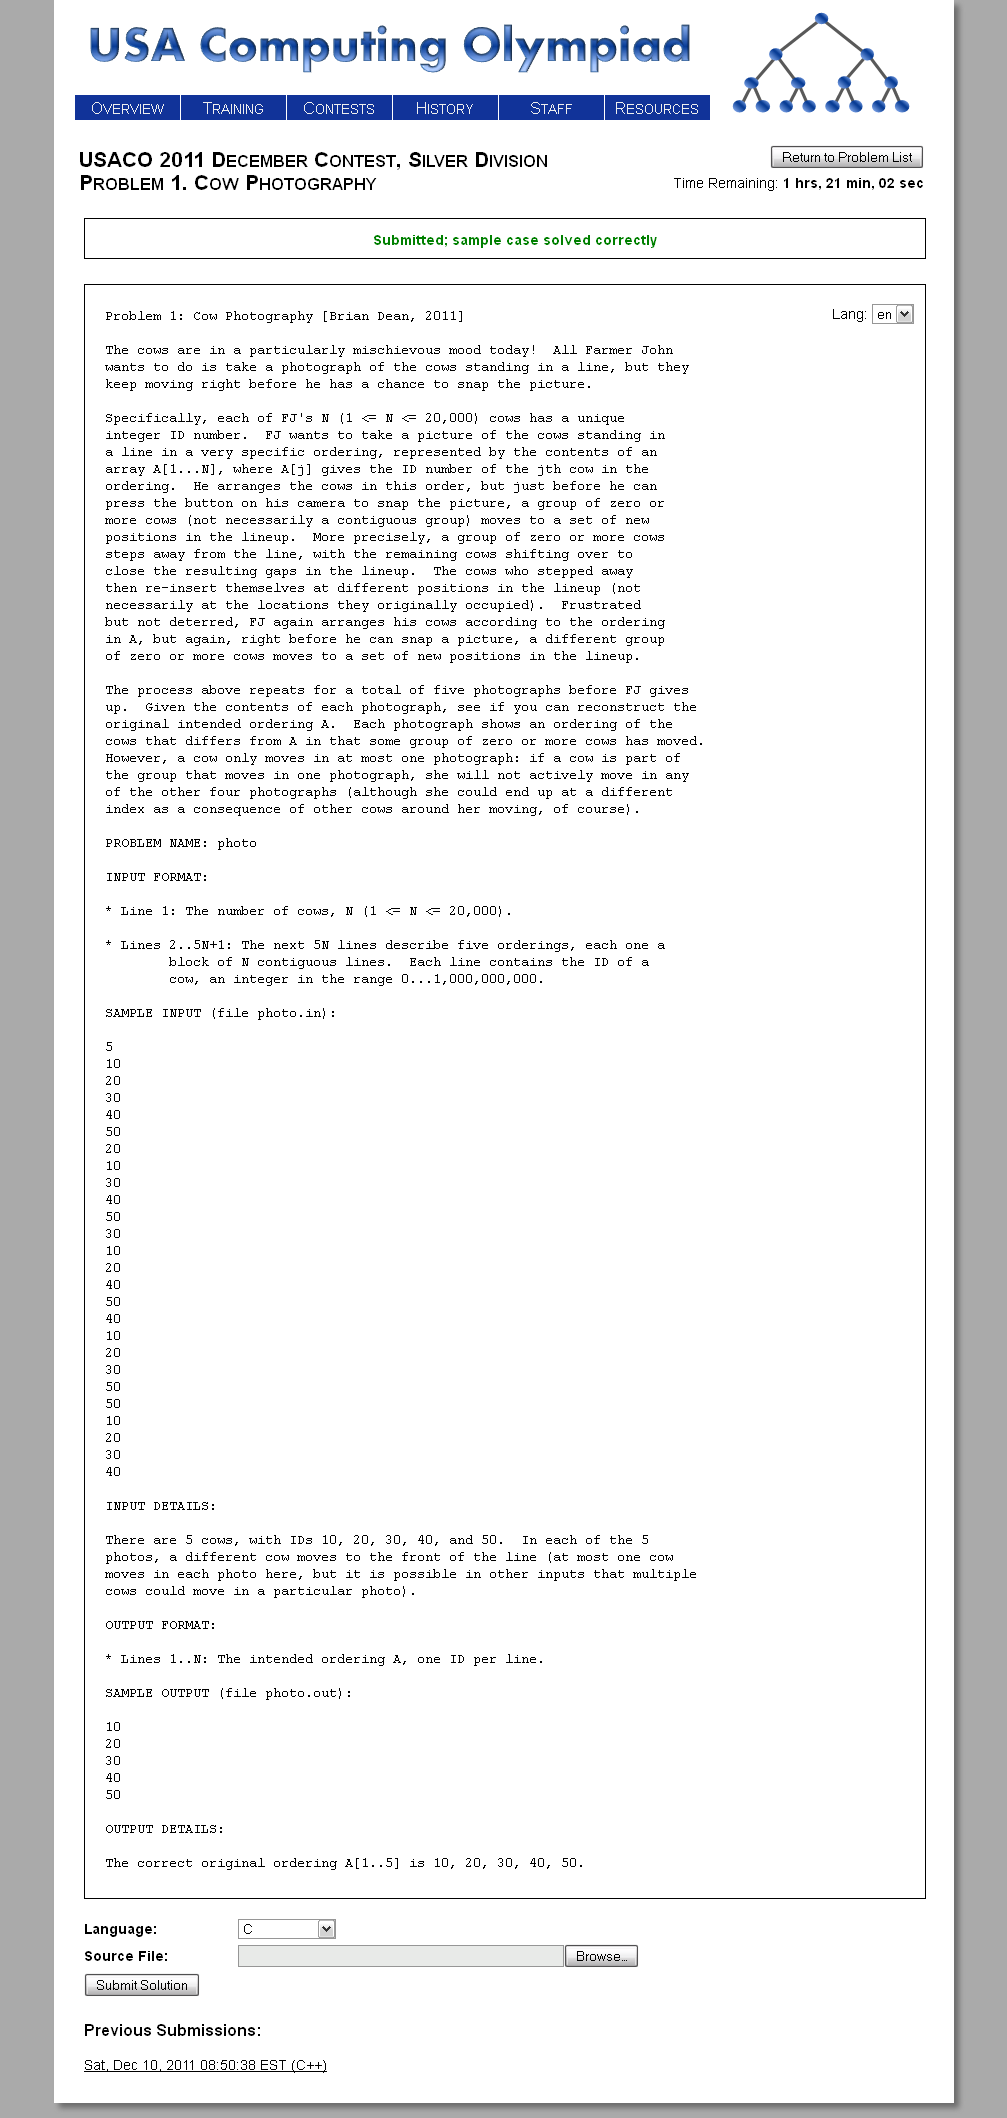 USA Computing Olympiad
OVERVIEW TRAINING CONTESTS HISTORY STAFF RESOURCES
USACO 2011 DECEMBER CONTEST, SILVER DIVISION
PROBLEM 1. COW PHOTOGRAPHY
Return to Problem List
Time Remaining: 1 hrs, 21 min, 02 sec
Submitted; sample case solved correctly
Lang: en
Problem 1: Cow Photography [Brian Dean, 2011]
The cows are in a particularly mischievous mood today!  All Farmer John
wants to do is take a photograph of the cows standing in a line, but they
keep moving right before he has a chance to snap the picture.
Specifically, each of FJ's N (1 <= N <= 20,000) cows has a unique
integer ID number.  FJ wants to take a picture of the cows standing in
a line in a very specific ordering, represented by the contents of an
array A[1...N], where A[j] gives the ID number of the jth cow in the
ordering.  He arranges the cows in this order, but just before he can
press the button on his camera to snap the picture, a group of zero or
more cows (not necessarily a contiguous group) moves to a set of new
positions in the lineup.  More precisely, a group of zero or more cows
steps away from the line, with the remaining cows shifting over to
close the resulting gaps in the lineup.  The cows who stepped away
then re-insert themselves at different positions in the lineup (not
necessarily at the locations they originally occupied).  Frustrated
but not deterred, FJ again arranges his cows according to the ordering
in A, but again, right before he can snap a picture, a different group
of zero or more cows moves to a set of new positions in the lineup.
The process above repeats for a total of five photographs before FJ gives
up.  Given the contents of each photograph, see if you can reconstruct the
original intended ordering A.  Each photograph shows an ordering of the
cows that differs from A in that some group of zero or more cows has moved.
However, a cow only moves in at most one photograph: if a cow is part of
the group that moves in one photograph, she will not actively move in any
of the other four photographs (although she could end up at a different
index as a consequence of other cows around her moving, of course).
PROBLEM NAME: photo
INPUT FORMAT:
* Line 1: The number of cows, N (1 <= N <= 20,000).
* Lines 2..5N+1: The next 5N lines describe five orderings, each one a
block of N contiguous lines.  Each line contains the ID of a
cow, an integer in the range 0...1,000,000,000.
SAMPLE INPUT (file photo.in):
5
10
20
30
40
50
20
10
30
40
50
30
10
20
40
50
40
10
20
30
50
50
10
20
30
40
INPUT DETAILS:
There are 5 cows, with IDs 10, 20, 30, 40, and 50.  In each of the 5
photos, a different cow moves to the front of the line (at most one cow
moves in each photo here, but it is possible in other inputs that multiple
cows could move in a particular photo).
OUTPUT FORMAT:
* Lines 1..N: The intended ordering A, one ID per line.
SAMPLE OUTPUT (file photo.out):
10
20
30
40
50
OUTPUT DETAILS:
The correct original ordering A[1..5] is 10, 20, 30, 40, 50.
Language: C
Source File: Browse...
Submit Solution
Previous Submissions:
Sat, Dec 10, 2011 08:50:38 EST (C++)